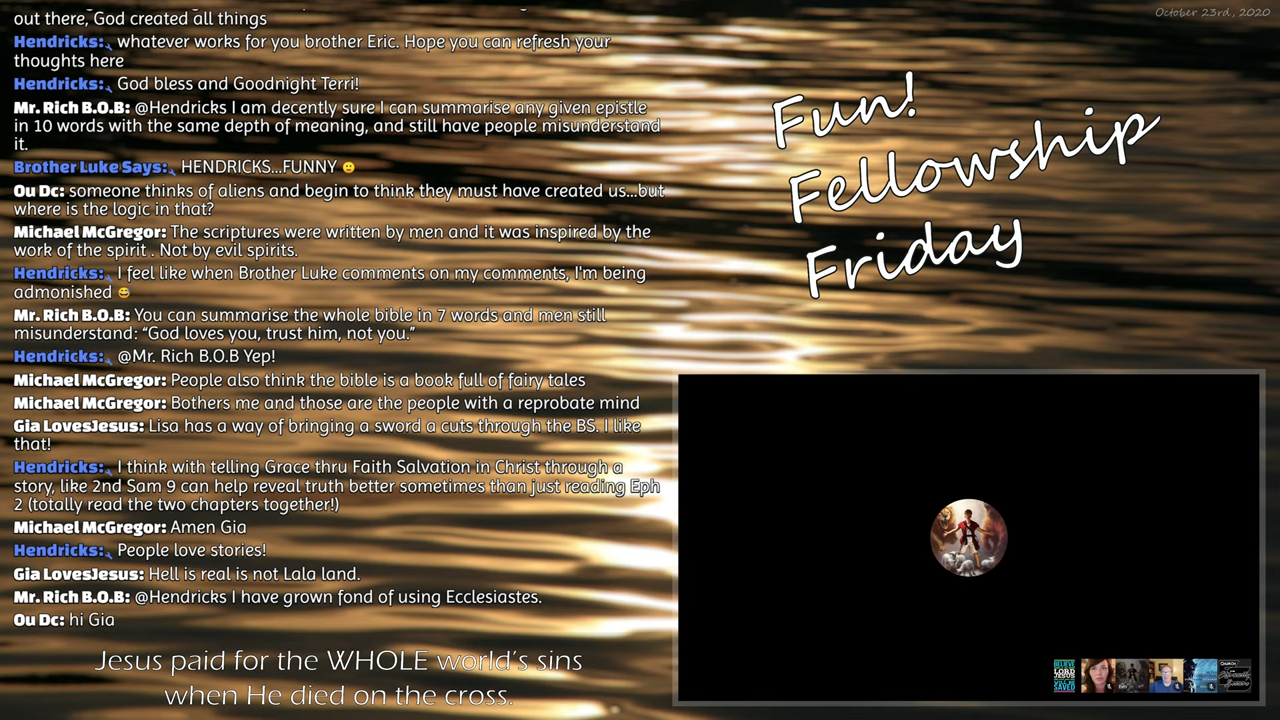 out there, God created all things
Hendricks: whatever works for you brother Eric. Hope you can refresh your
thoughts here
Hendricks: God bless and Goodnight Terri!
Mr. Rich B.O.B: @Hendricks I am decently sure I can summarise any given epistle
in 10 words with the same depth of meaning, and still have people misunderstand
it.
Brother Luke Says: HENDRICKS...FUNNY 🙂
Ou Dc: someone thinks of aliens and begin to think they must have created us...but
where is the logic in that?
Michael McGregor: The scriptures were written by men and it was inspired by the
work of the spirit . Not by evil spirits.
Hendricks: I feel like when Brother Luke comments on my comments, I'm being
admonished 😅
Mr. Rich B.O.B: You can summarise the whole bible in 7 words and men still
misunderstand: “God loves you, trust him, not you.”
Hendricks: @Mr. Rich B.O.B Yep!
Michael McGregor: People also think the bible is a book full of fairy tales
Michael McGregor: Bothers me and those are the people with a reprobate mind
Gia LovesJesus: Lisa has a way of bringing a sword a cuts through the BS. I like
that!
Hendricks: I think with telling Grace thru Faith Salvation in Christ through a
story, like 2nd Sam 9 can help reveal truth better sometimes than just reading Eph
2 (totally read the two chapters together!)
Michael McGregor: Amen Gia
Hendricks: People love stories!
Gia LovesJesus: Hell is real is not Lala land.
Mr. Rich B.O.B: @Hendricks I have grown fond of using Ecclesiastes.
Ou Dc: hi Gia
Jesus paid for the WHOLE world's sins
when He died on the cross.
October 23rd, 2020
Fun!
Fellowship
Friday
BELIEVE
LORD
JESUS
SAVED
CHURCH